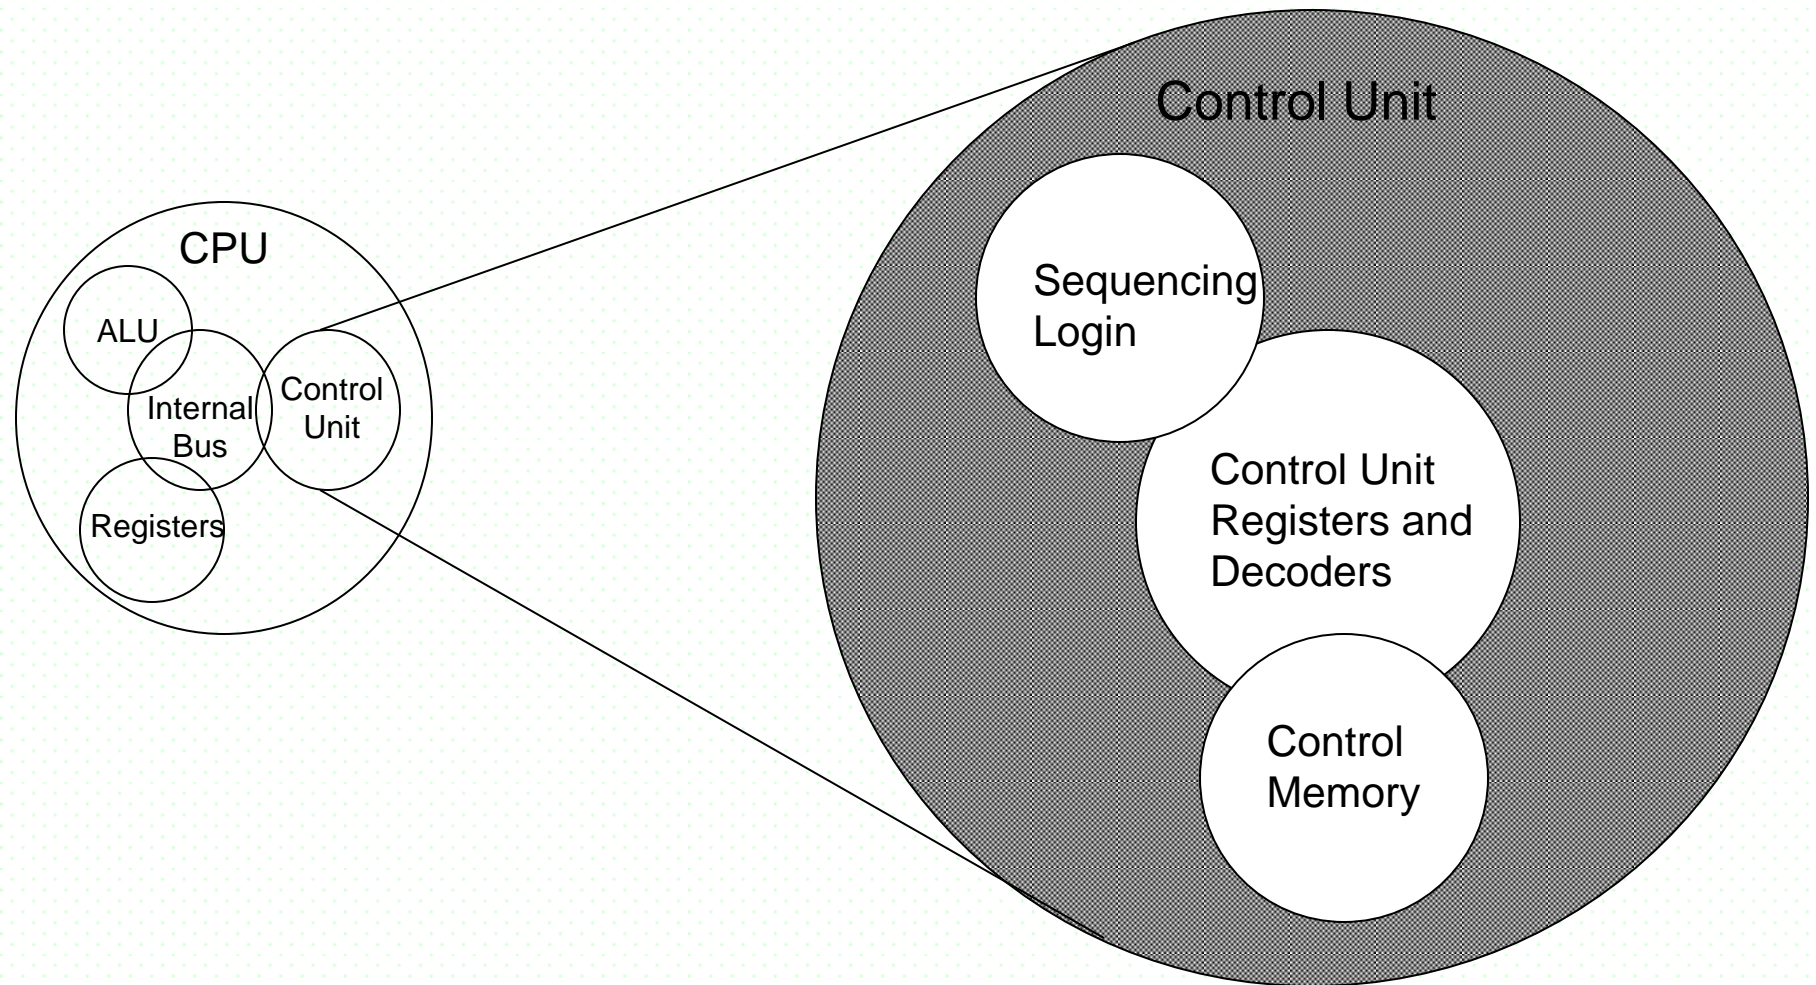 CPU
ALU
Internal
Bus
Control
Unit
Registers
Control Unit
Sequencing
Login
Control Unit
Registers and
Decoders
Control
Memory